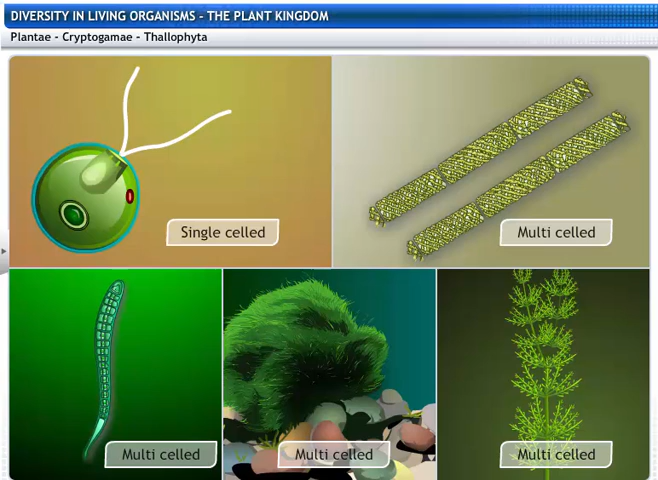 DIVERSITY IN LIVING ORGANISMS - THE PLANT KINGDOM
Plantae - Cryptogamae - Thallophyta
Single celled
Multi celled
Multi celled
Multi celled
Multi celled